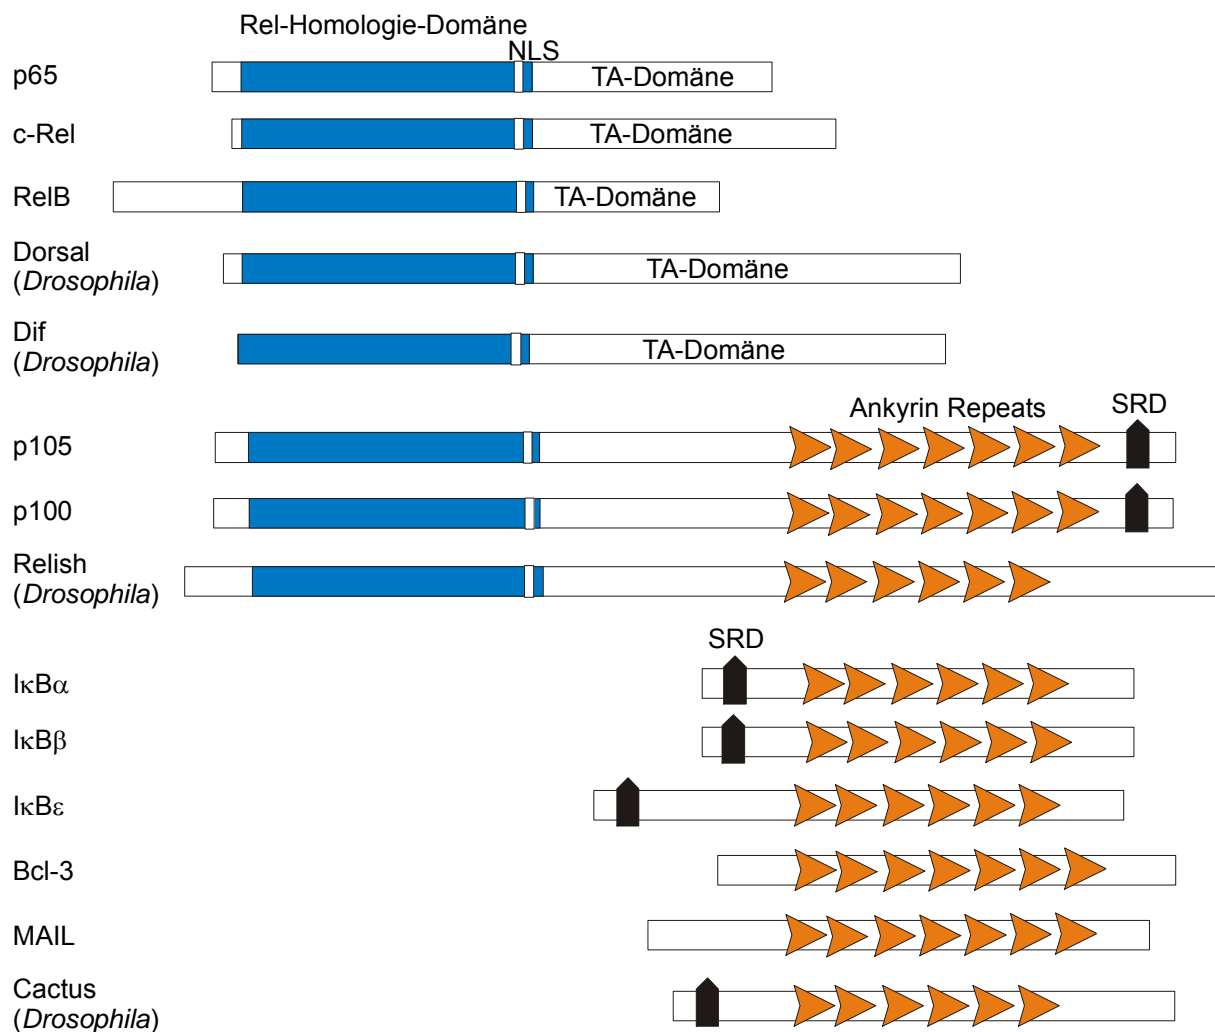 Rel-Homologie-Domäne
NLS
p65
TA-Domäne
c-Rel
TA-Domäne
RelB
TA-Domäne
Dorsal
(Drosophila)
TA-Domäne
Dif
(Drosophila)
TA-Domäne
Ankyrin Repeats
SRD
p105
p100
Relish
(Drosophila)
SRD
IκBα
IκBβ
IκBε
Bcl-3
MAIL
Cactus
(Drosophila)